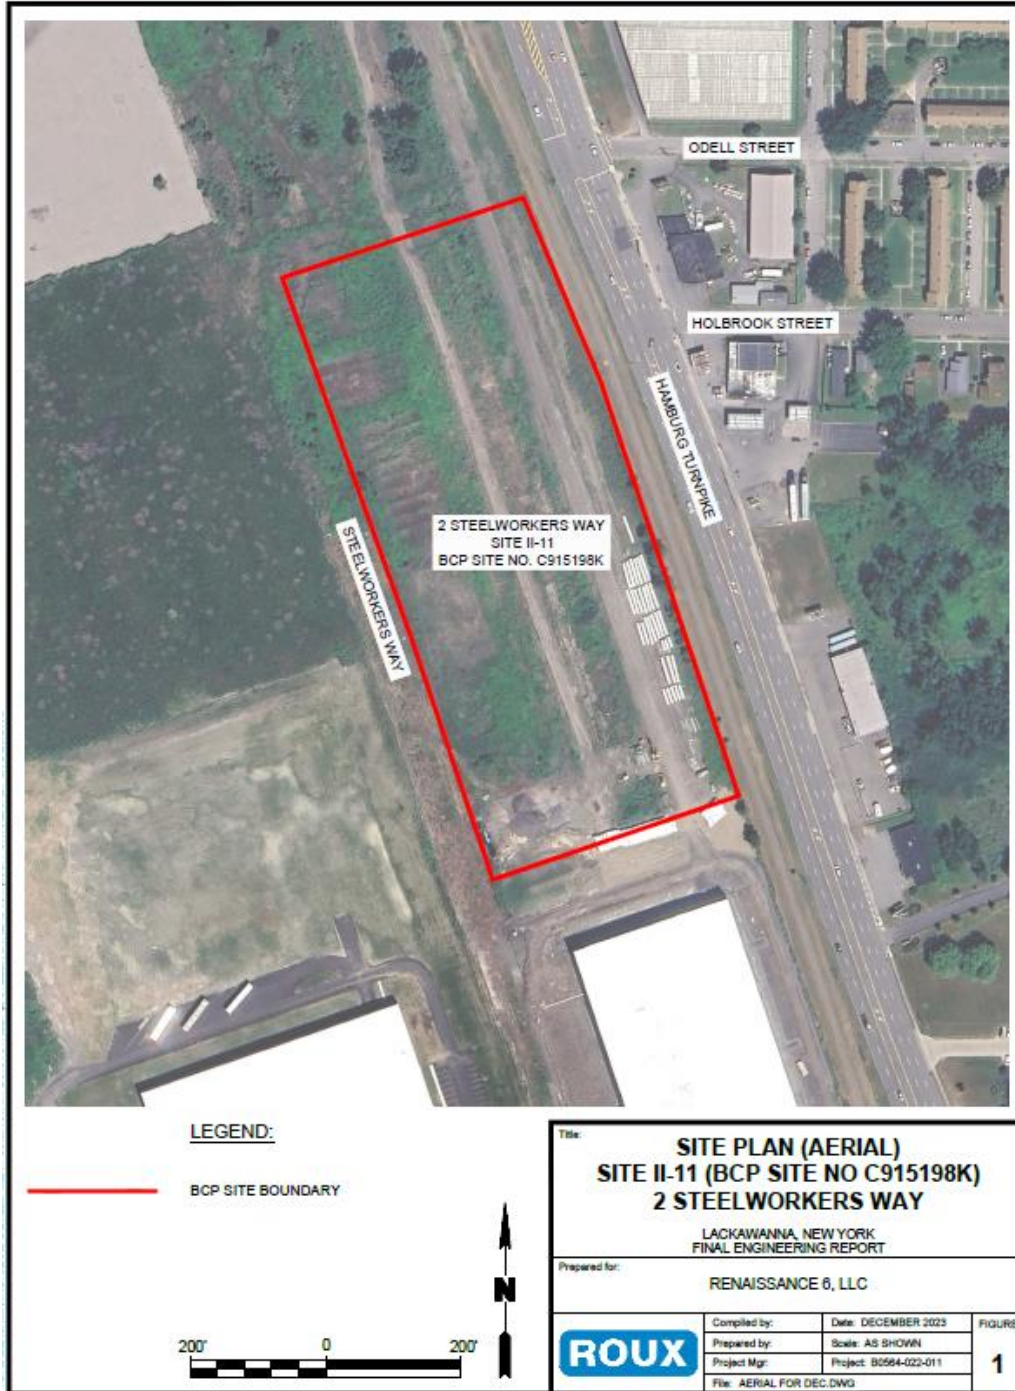 ODELL STREET
HOLBROOK STREET
HAMBURG TURNPIKE
2 STEELWORKERS WAY
SITE II-11
BCP SITE NO. C915198K
STEELWORKERS WAY
LEGEND:
BCP SITE BOUNDARY
N
200' 0 200'
Title:
SITE PLAN (AERIAL)
SITE II-11 (BCP SITE NO C915198K)
2 STEELWORKERS WAY
LACKAWANNA, NEW YORK
FINAL ENGINEERING REPORT
Prepared for:
RENAISSANCE 6, LLC
ROUX
Compiled by: Date: DECEMBER 2023 FIGURE
Prepared by: Scale: AS SHOWN
Project Mgr: Project: B0564-022-011
File: AERIAL FOR DEC.DWG
1